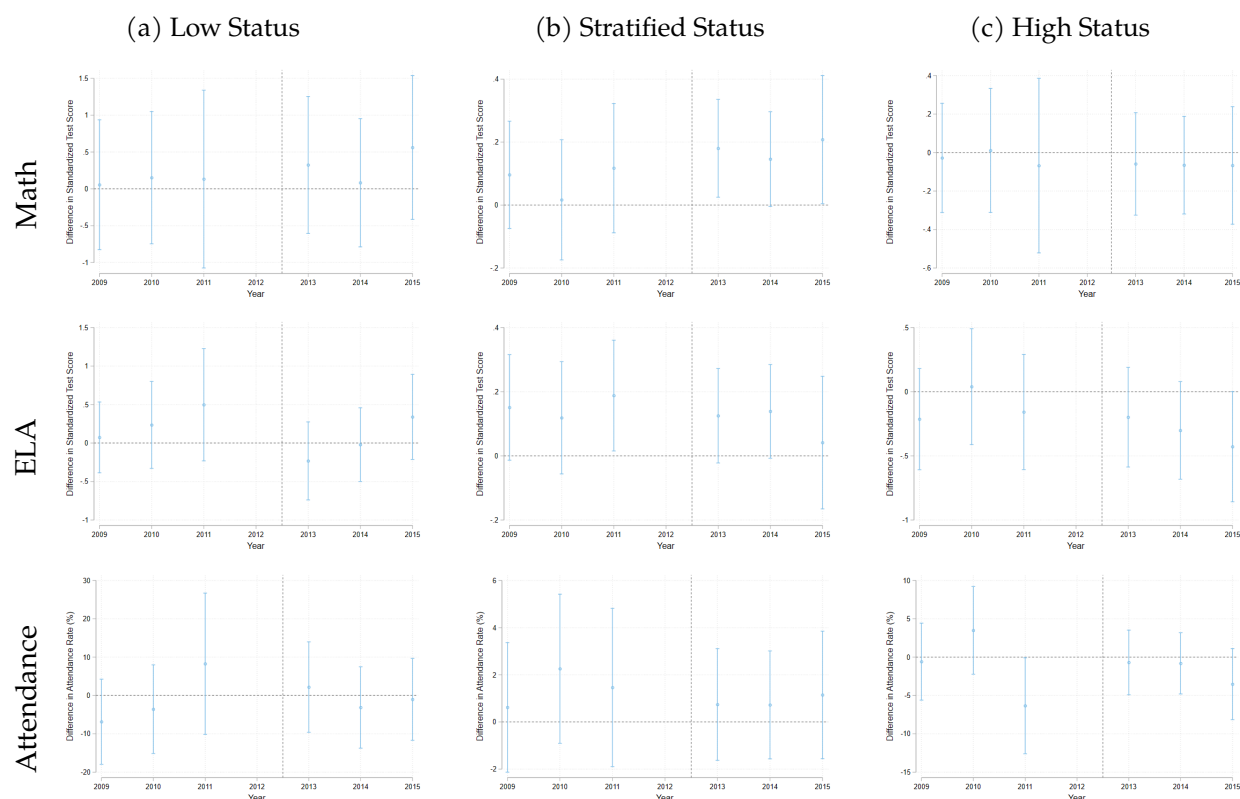 (a) Low Status
(b) Stratified Status
(c) High Status
Math
Difference in Standardized Test Score
1.5
1
.5
0
-.5
-1
2009 2010 2011 2012 2013 2014 2015
Year
Difference in Standardized Test Score
.4
.2
0
-.2
2009 2010 2011 2012 2013 2014 2015
Year
Difference in Standardized Test Score
.4
.2
0
-.2
-.4
-.6
2009 2010 2011 2012 2013 2014 2015
Year
ELA
Difference in Standardized Test Score
1.5
1
.5
0
-.5
-1
2009 2010 2011 2012 2013 2014 2015
Year
Difference in Standardized Test Score
.4
.2
0
-.2
2009 2010 2011 2012 2013 2014 2015
Year
Difference in Standardized Test Score
.5
0
-.5
-1
2009 2010 2011 2012 2013 2014 2015
Year
Attendance
Difference in Attendance Rate (%)
30
20
10
0
-10
-20
2009 2010 2011 2012 2013 2014 2015
Year
Difference in Attendance Rate (%)
6
4
2
0
-2
2009 2010 2011 2012 2013 2014 2015
Year
Difference in Attendance Rate (%)
10
5
0
-5
-10
-15
2009 2010 2011 2012 2013 2014 2015
Year